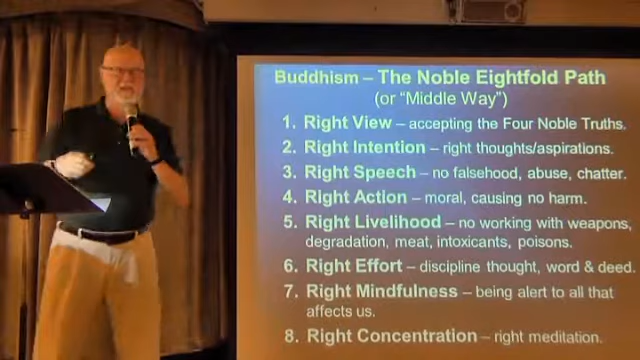 Buddhism – The Noble Eightfold Path
(or “Middle Way”)
1. Right View – accepting the Four Noble Truths.
2. Right Intention – right thoughts/aspirations.
3. Right Speech – no falsehood, abuse, chatter.
4. Right Action – moral, causing no harm.
5. Right Livelihood – no working with weapons,
degradation, meat, intoxicants, poisons.
6. Right Effort – discipline thought, word & deed.
7. Right Mindfulness – being alert to all that
affects us.
8. Right Concentration – right meditation.